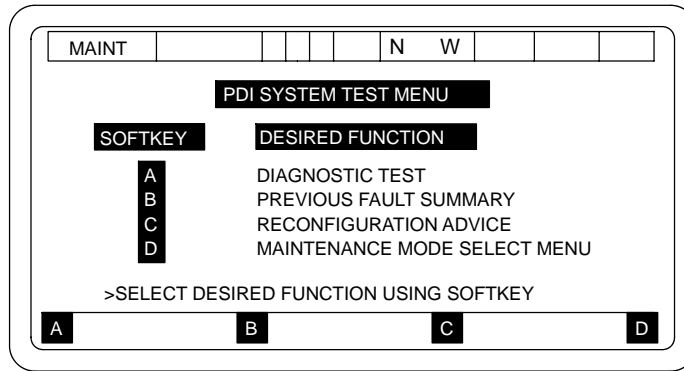 MAINT N W
PDI SYSTEM TEST MENU
SOFTKEY DESIRED FUNCTION
A DIAGNOSTIC TEST
B PREVIOUS FAULT SUMMARY
C RECONFIGURATION ADVICE
D MAINTENANCE MODE SELECT MENU
>SELECT DESIRED FUNCTION USING SOFTKEY
A B C D